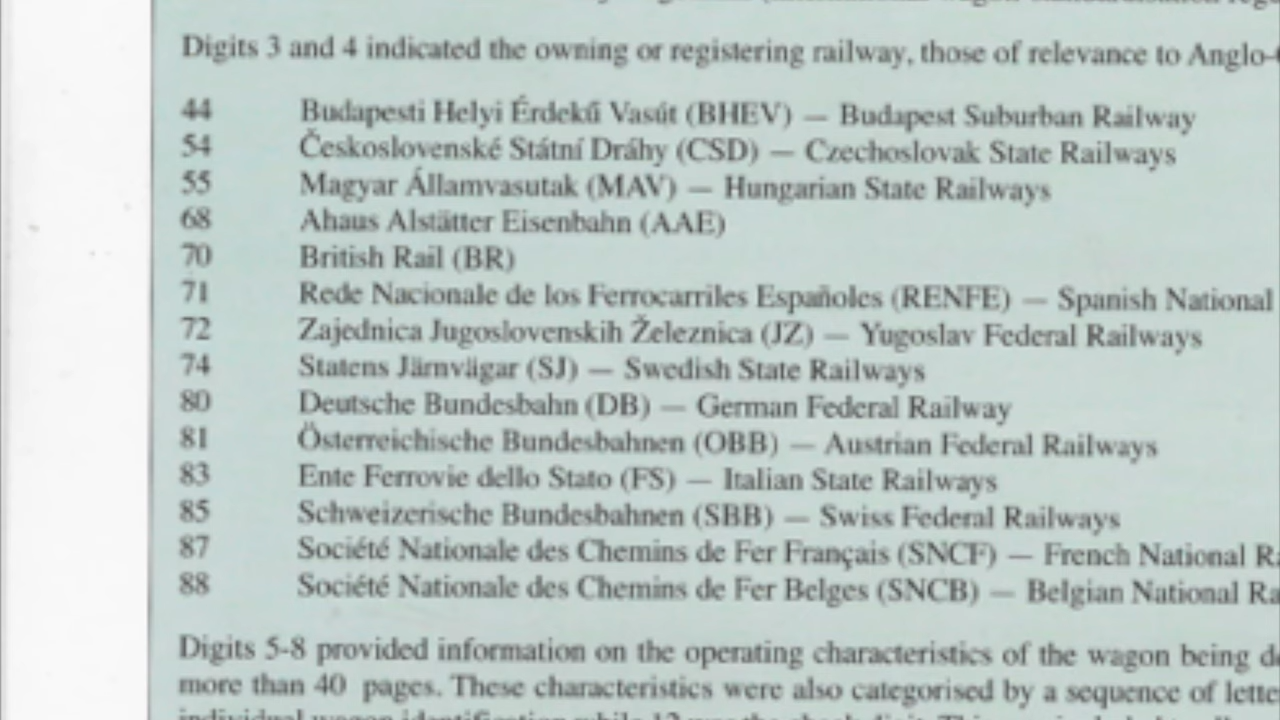 Digits 3 and 4 indicated the owning or registering railway, those of relevance to Anglo-
44 Budapesti Helyi Érdekű Vasút (BHEV) — Budapest Suburban Railway
54 Československé Státní Dráhy (CSD) — Czechoslovak State Railways
55 Magyar Államvasutak (MAV) — Hungarian State Railways
68 Ahaus Alstätter Eisenbahn (AAE)
70 British Rail (BR)
71 Rede Nacionale de los Ferrocarriles Españoles (RENFE) — Spanish National
72 Zajednica Jugoslovenskih Železnica (JZ) — Yugoslav Federal Railways
74 Statens Järnvägar (SJ) — Swedish State Railways
80 Deutsche Bundesbahn (DB) — German Federal Railway
81 Österreichische Bundesbahnen (OBB) — Austrian Federal Railways
83 Ente Ferrovie dello Stato (FS) — Italian State Railways
85 Schweizerische Bundesbahnen (SBB) — Swiss Federal Railways
87 Société Nationale des Chemins de Fer Français (SNCF) — French National
88 Société Nationale des Chemins de Fer Belges (SNCB) — Belgian National
Digits 5-8 provided information on the operating characteristics of the wagon being
more than 40 pages. These characteristics were also categorised by a sequence of